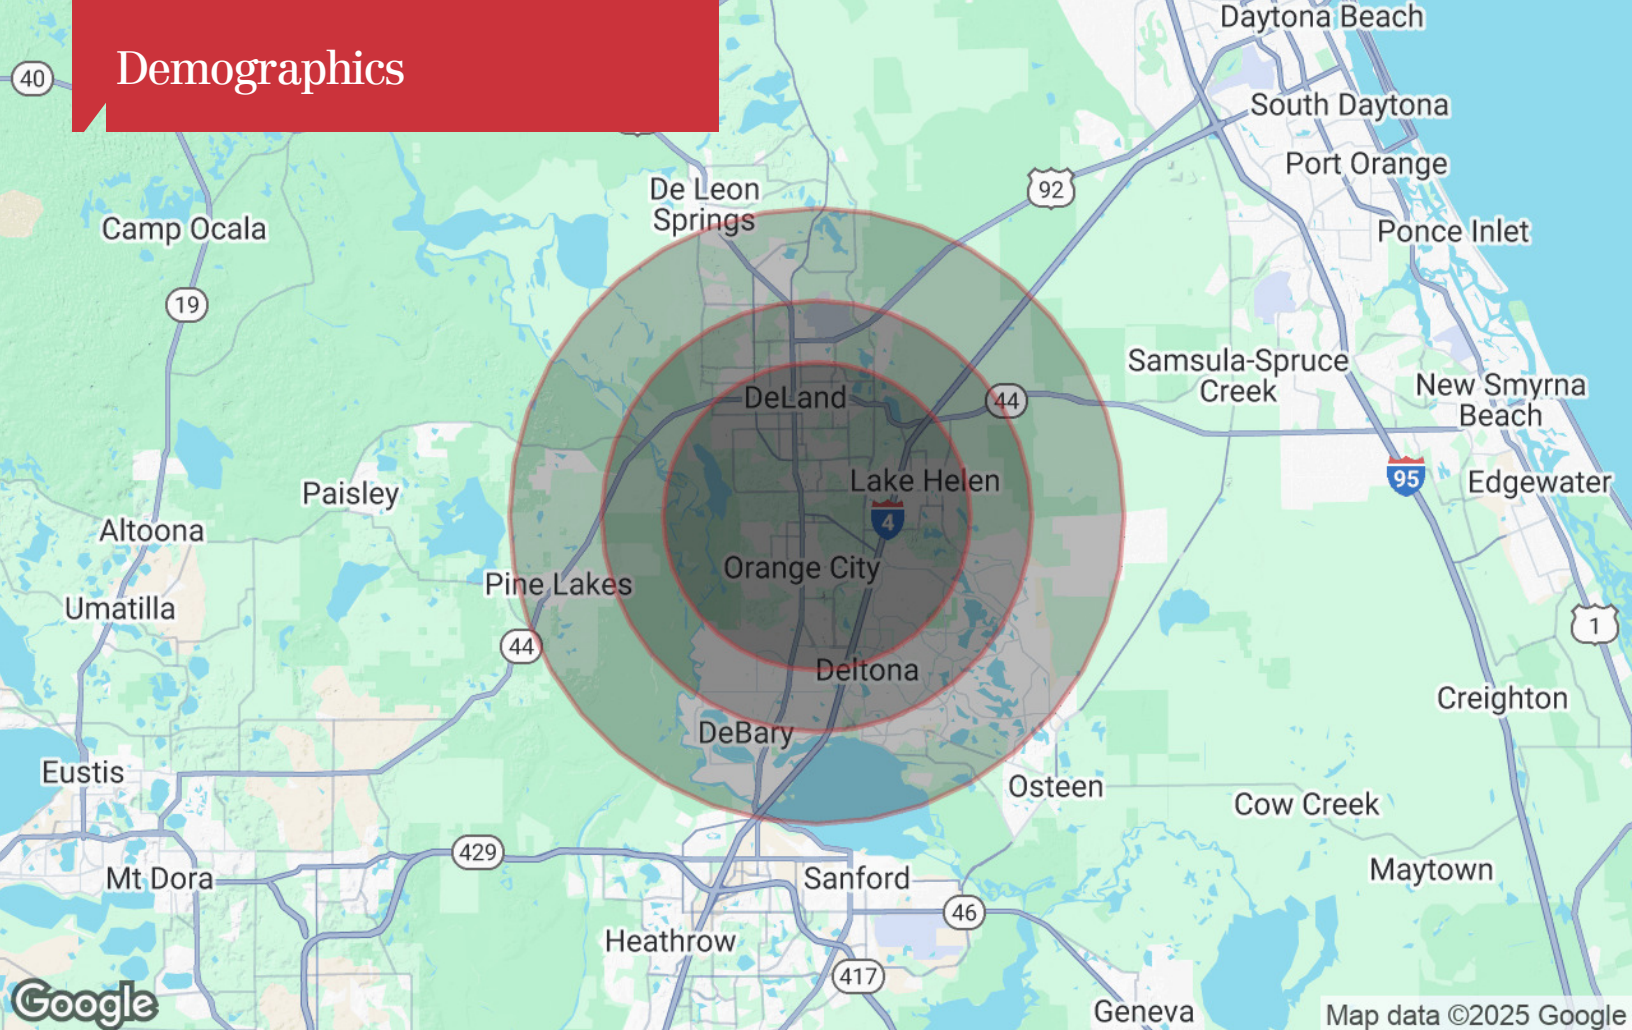 Demographics
Daytona Beach
40
South Daytona
Port Orange
92
De Leon
Springs
Camp Ocala
Ponce Inlet
19
Samsula-Spruce
Creek
New Smyrna
Beach
DeLand
44
Lake Helen
95
Edgewater
Paisley
4
Altoona
Orange City
Pine Lakes
Umatilla
1
44
Deltona
Creighton
DeBary
Eustis
Osteen
Cow Creek
429
Mt Dora
Sanford
Maytown
46
Heathrow
417
Geneva
Google
Map data ©2025 Google